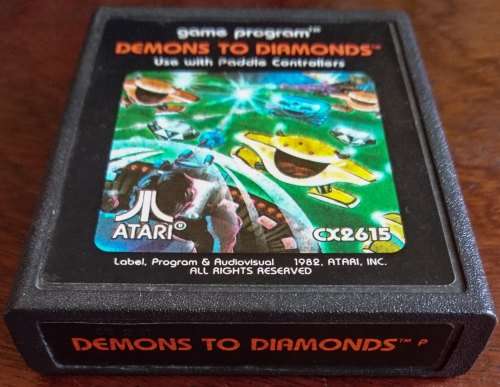 game program™
DEMONS TO DIAMONDS™
Use with Paddle Controllers
ATARI®
CX2615
Label, Program & Audiovisual 1982, ATARI, INC.
ALL RIGHTS RESERVED
DEMONS TO DIAMONDS™ P